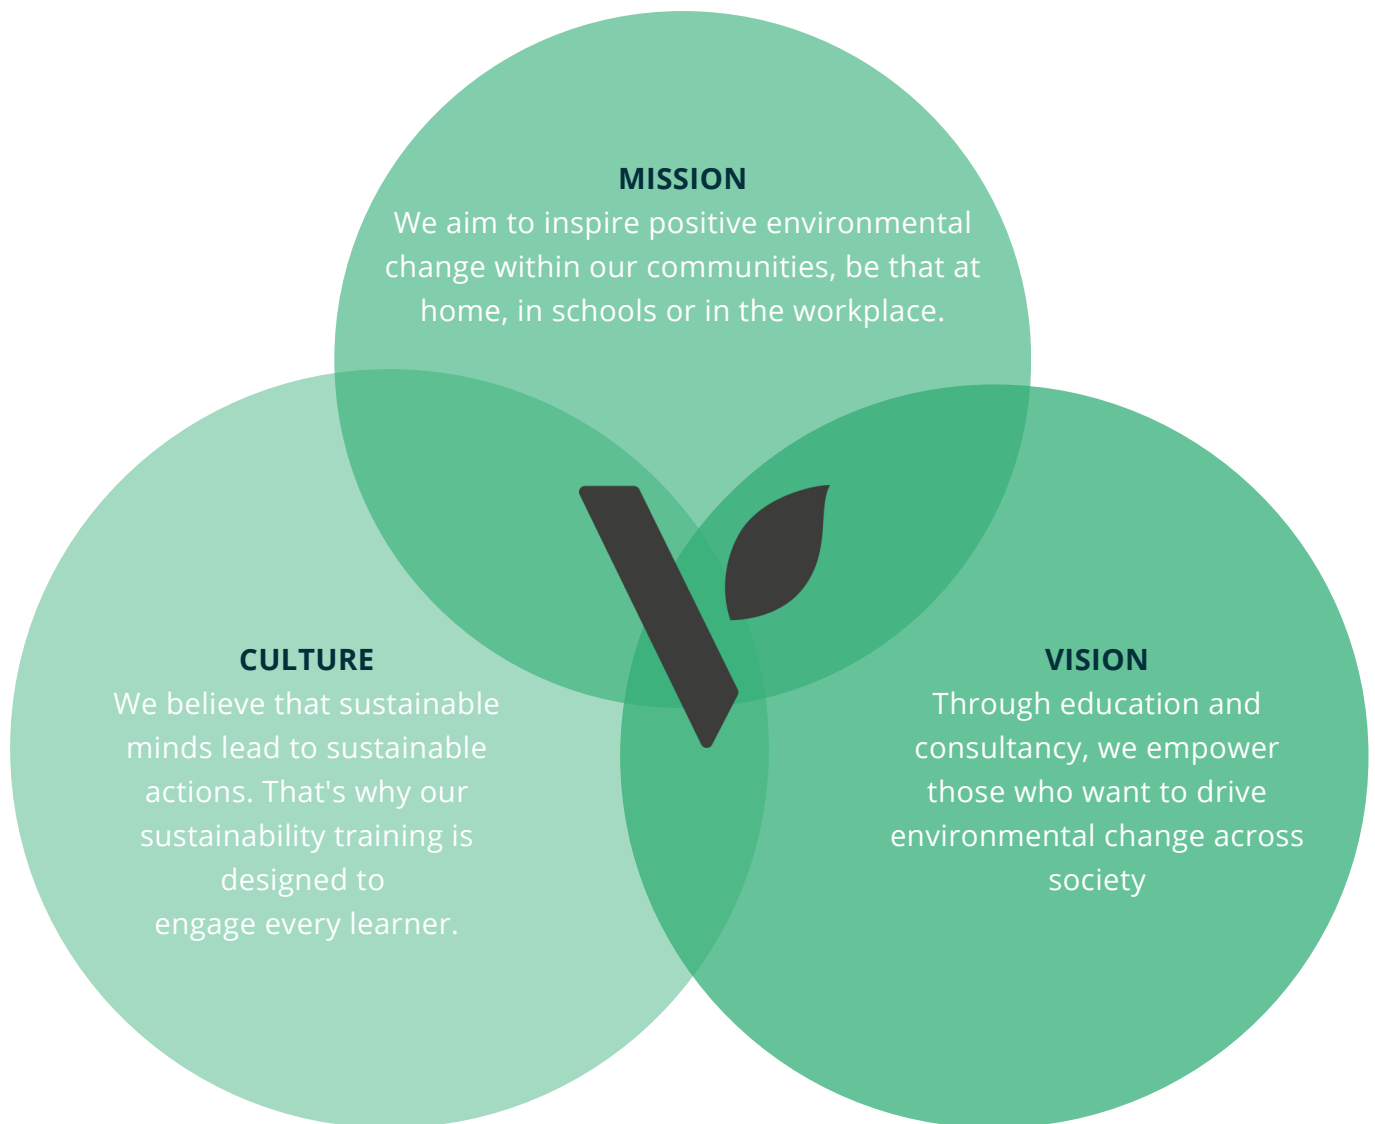 MISSION
We aim to inspire positive environmental
change within our communities, be that at
home, in schools or in the workplace.
CULTURE
We believe that sustainable
minds lead to sustainable
actions. That's why our
sustainability training is
designed to
engage every learner.
VISION
Through education and
consultancy, we empower
those who want to drive
environmental change across
society